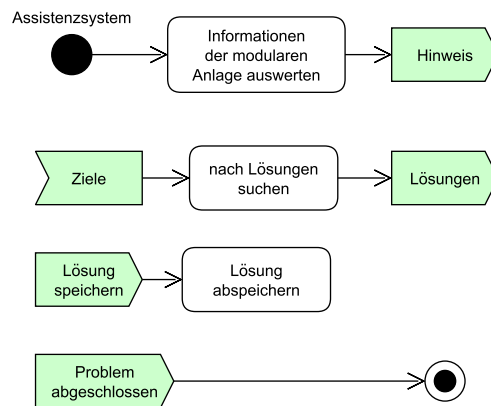 Assistenzsystem
Informationen
der modularen
Anlage auswerten
Hinweis
Ziele
nach Lösungen
suchen
Lösungen
Lösung
speichern
Lösung
abspeichern
Problem
abgeschlossen